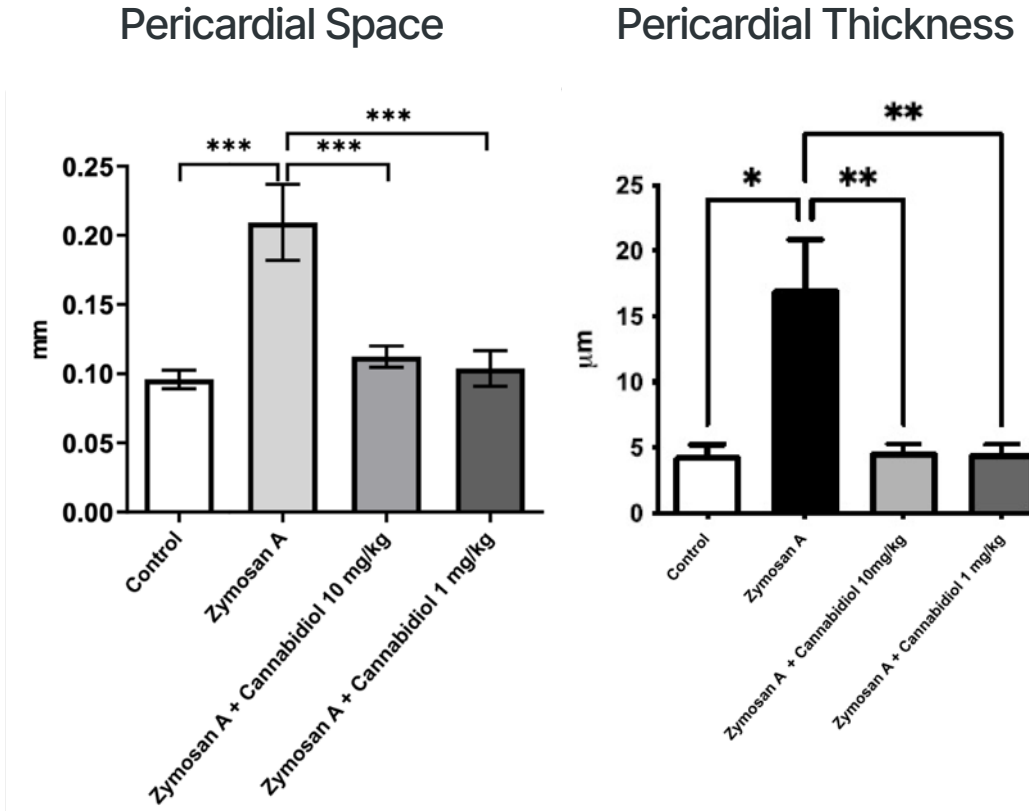 Pericardial Space
***
***
***
0.25
0.20
0.15
0.10
0.05
0.00
mm
Control
Zymosan A
Zymosan A + Cannabidiol 10 mg/kg
Zymosan A + Cannabidiol 1 mg/kg
Pericardial Thickness
**
*
**
25
20
15
10
5
0
μm
Control
Zymosan A
Zymosan A + Cannabidiol 10mg/kg
Zymosan A + Cannabidiol 1 mg/kg